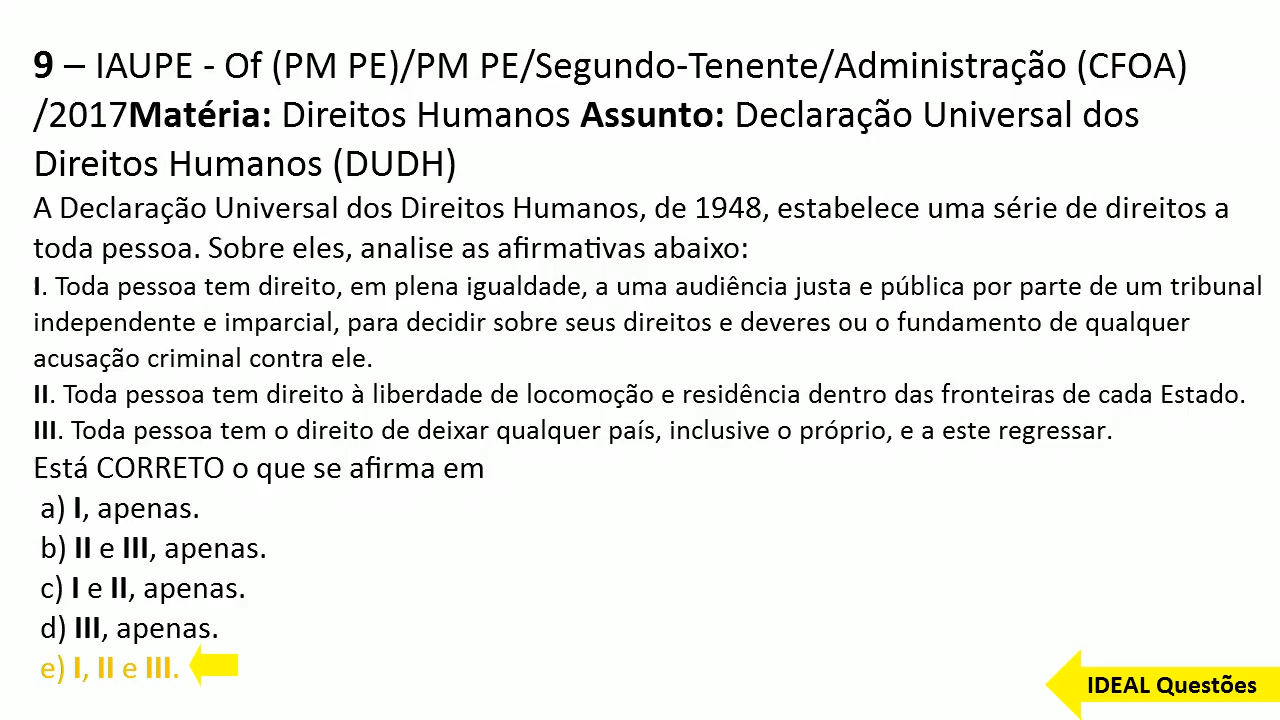 9 – IAUPE - Of (PM PE)/PM PE/Segundo-Tenente/Administração (CFOA)
/2017Matéria: Direitos Humanos Assunto: Declaração Universal dos
Direitos Humanos (DUDH)
A Declaração Universal dos Direitos Humanos, de 1948, estabelece uma série de direitos a
toda pessoa. Sobre eles, analise as afirmativas abaixo:
I. Toda pessoa tem direito, em plena igualdade, a uma audiência justa e pública por parte de um tribunal
independente e imparcial, para decidir sobre seus direitos e deveres ou o fundamento de qualquer
acusação criminal contra ele.
II. Toda pessoa tem direito à liberdade de locomoção e residência dentro das fronteiras de cada Estado.
III. Toda pessoa tem o direito de deixar qualquer país, inclusive o próprio, e a este regressar.
Está CORRETO o que se afirma em
a) I, apenas.
b) II e III, apenas.
c) I e II, apenas.
d) III, apenas.
e) I, II e III.
IDEAL Questões